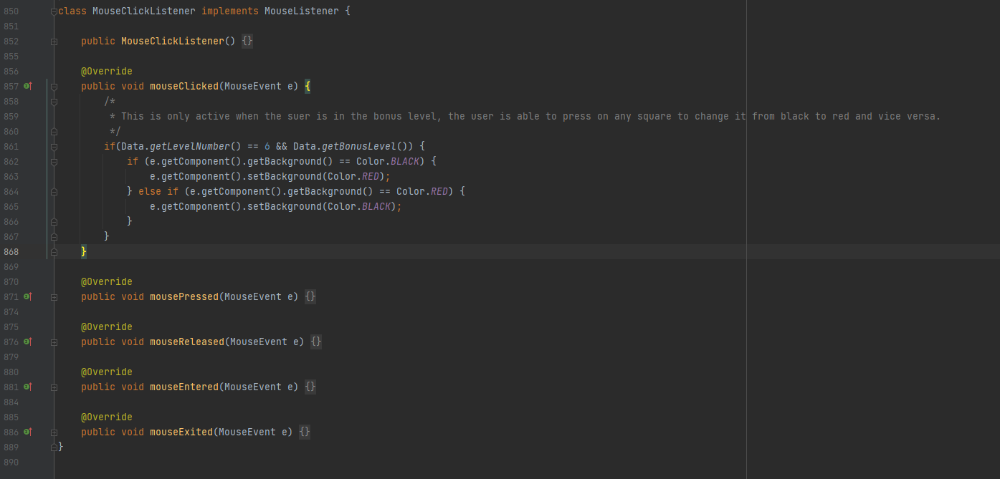 850 class MouseClickListener implements MouseListener {
851
852     public MouseClickListener() {}
855
856     @Override
857     public void mouseClicked(MouseEvent e) {
858         /*
859          * This is only active when the suer is in the bonus level, the user is able to press on any square to change it from black to red and vice versa.
860          */
861         if(Data.getLevelNumber() == 6 && Data.getBonusLevel()) {
862             if (e.getComponent().getBackground() == Color.BLACK) {
863                 e.getComponent().setBackground(Color.RED);
864             } else if (e.getComponent().getBackground() == Color.RED) {
865                 e.getComponent().setBackground(Color.BLACK);
866             }
867         }
868     }
869
870     @Override
871     public void mousePressed(MouseEvent e) {}
874
875     @Override
876     public void mouseReleased(MouseEvent e) {}
879
880     @Override
881     public void mouseEntered(MouseEvent e) {}
884
885     @Override
886     public void mouseExited(MouseEvent e) {}
889 }
890